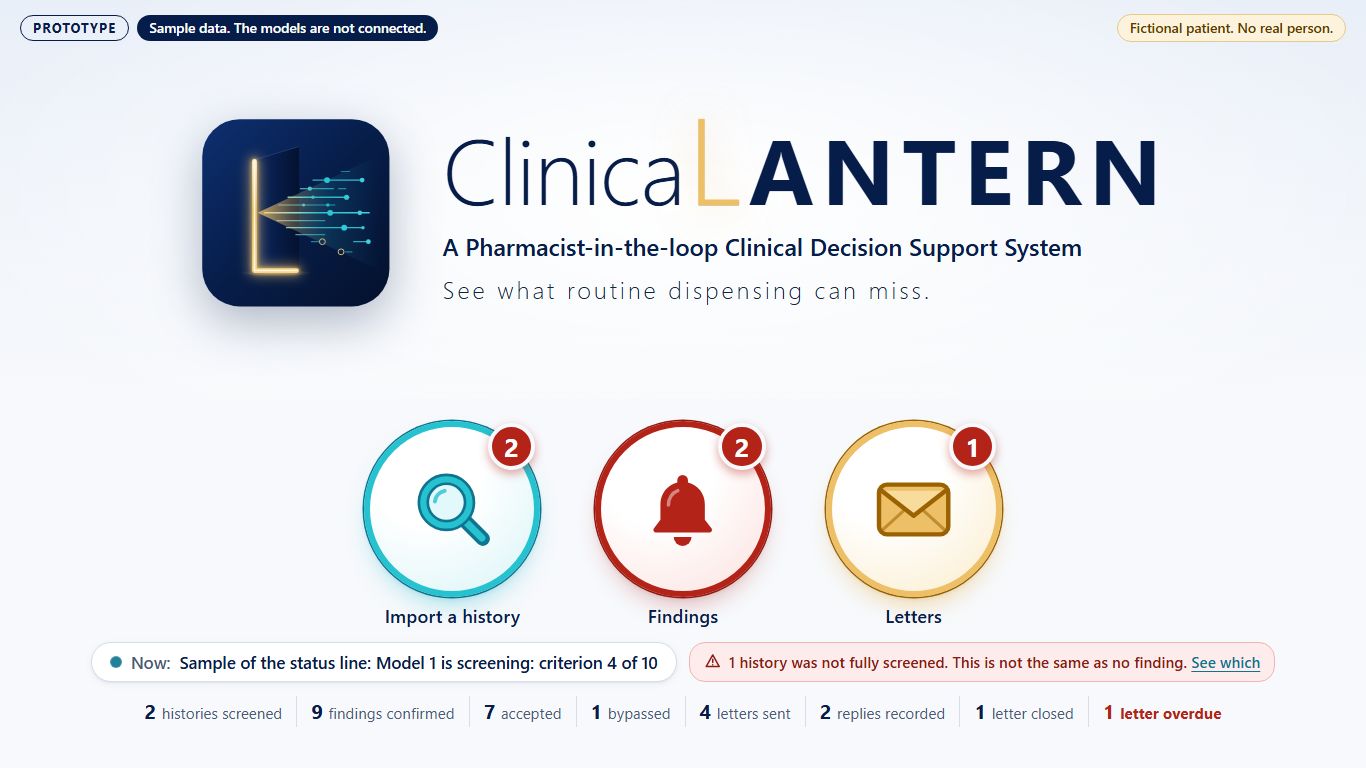 PROTOTYPE
Sample data. The models are not connected.
Fictional patient. No real person.
L
ClinicaLANTERN
A Pharmacist-in-the-loop Clinical Decision Support System
See what routine dispensing can miss.
2
2
1
Import a history
Findings
Letters
Now: Sample of the status line: Model 1 is screening: criterion 4 of 10
1 history was not fully screened. This is not the same as no finding. See which
2 histories screened
9 findings confirmed
7 accepted
1 bypassed
4 letters sent
2 replies recorded
1 letter closed
1 letter overdue